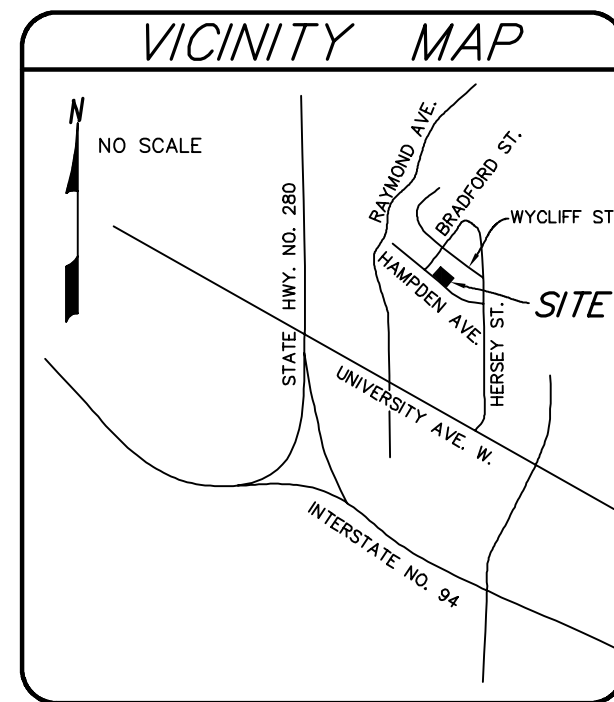 VICINITY MAP
N
NO SCALE
STATE HWY. NO. 280
RAYMOND AVE.
BRADFORD ST.
WYCLIFF ST
HAMPDEN AVE.
SITE
HERSEY ST.
UNIVERSITY AVE. W.
INTERSTATE NO. 94